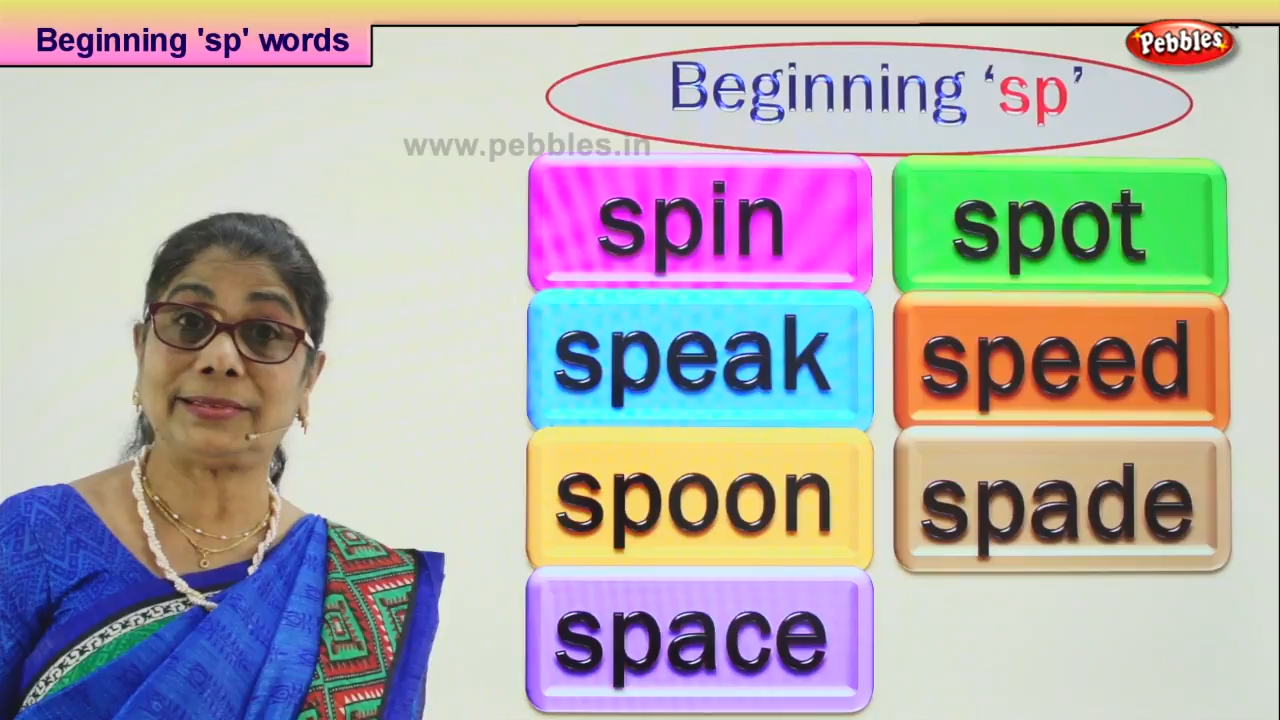 Beginning 'sp' words
Pebbles
Beginning ‘sp’
www.pebbles.in
spin
spot
speak
speed
spoon
spade
space